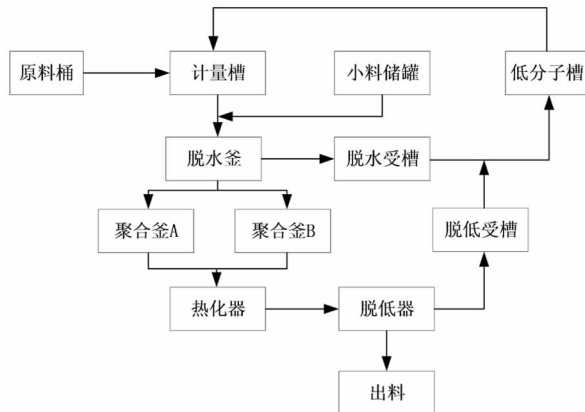 原料桶
计量槽
小料储罐
低分子槽
脱水釜
脱水受槽
聚合釜A
聚合釜B
脱低受槽
热化器
脱低器
出料